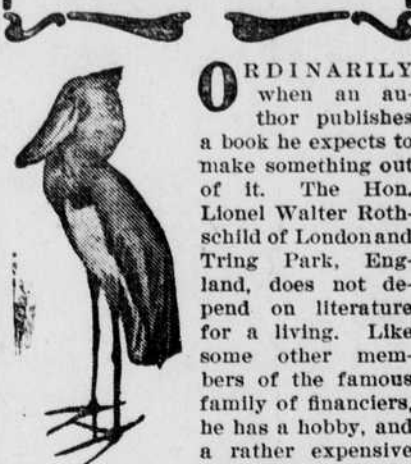 ORDINARILY
when an au-
thor publishes
a book he expects to
make something out
of it. The Hon.
Lionel Walter Roth-
schild of London and
Tring Park, Eng-
land, does not de-
pend on literature
for a living. Like
some other mem-
bers of the famous
family of financiers,
he has a hobby, and
a rather expensive